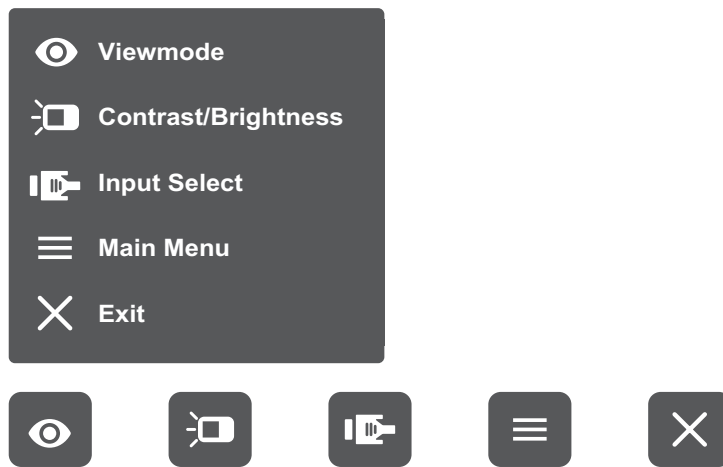 Viewmode
Contrast/Brightness
Input Select
Main Menu
Exit